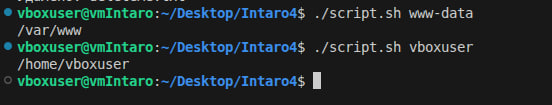 vboxuser@vmIntaro:~/Desktop/Intaro4$ ./script.sh www-data
/var/www
vboxuser@vmIntaro:~/Desktop/Intaro4$ ./script.sh vboxuser
/home/vboxuser
vboxuser@vmIntaro:~/Desktop/Intaro4$